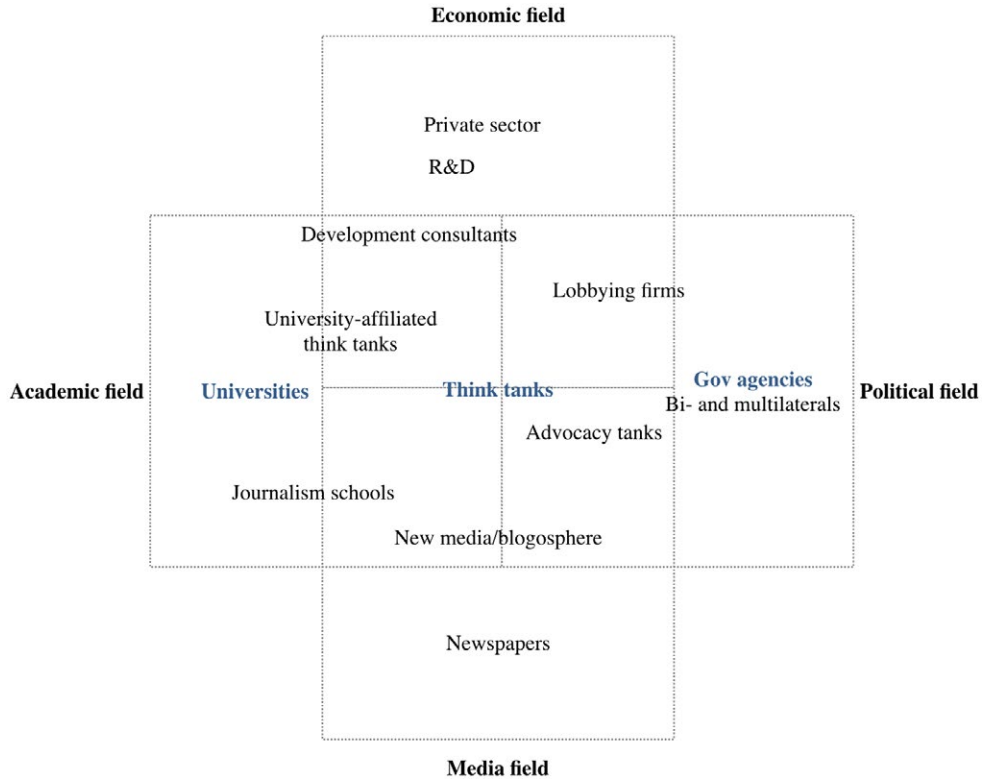 Economic field
Private sector
R&D
Development consultants
Lobbying firms
University-affiliated
think tanks
Academic field
Universities
Think tanks
Gov agencies
Bi- and multilaterals
Political field
Advocacy tanks
Journalism schools
New media/blogosphere
Newspapers
Media field